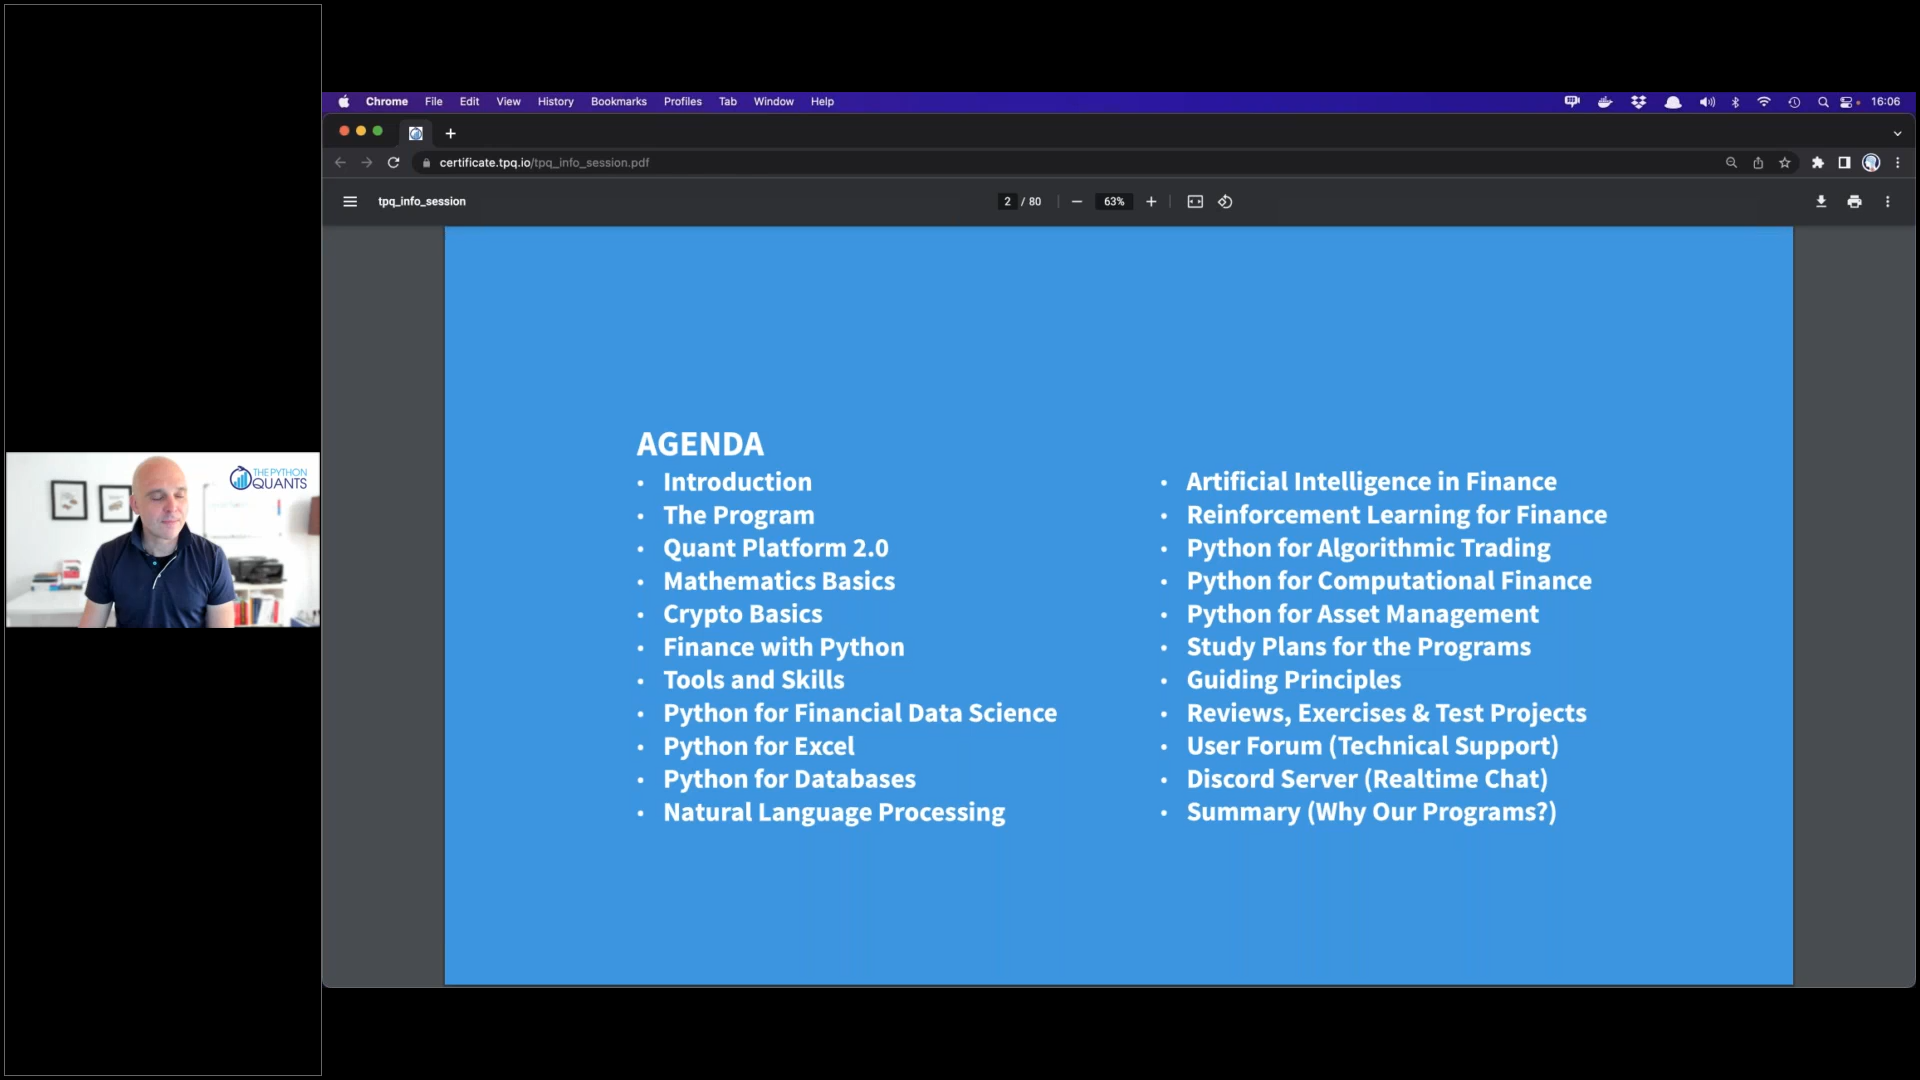 Chrome File Edit View History Bookmarks Profiles Tab Window Help 16:06
certificate.tpq.io/tpq_info_session.pdf
tpq_info_session 2 / 80 63%
THE PYTHON
QUANTS
AGENDA
• Introduction
• The Program
• Quant Platform 2.0
• Mathematics Basics
• Crypto Basics
• Finance with Python
• Tools and Skills
• Python for Financial Data Science
• Python for Excel
• Python for Databases
• Natural Language Processing
• Artificial Intelligence in Finance
• Reinforcement Learning for Finance
• Python for Algorithmic Trading
• Python for Computational Finance
• Python for Asset Management
• Study Plans for the Programs
• Guiding Principles
• Reviews, Exercises & Test Projects
• User Forum (Technical Support)
• Discord Server (Realtime Chat)
• Summary (Why Our Programs?)